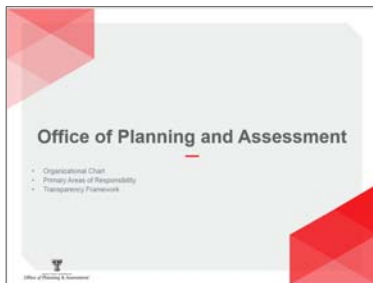 Office of Planning and Assessment
• Organizational Chart
• Primary Areas of Responsibility
• Transparency Framework
Office of Planning & Assessment